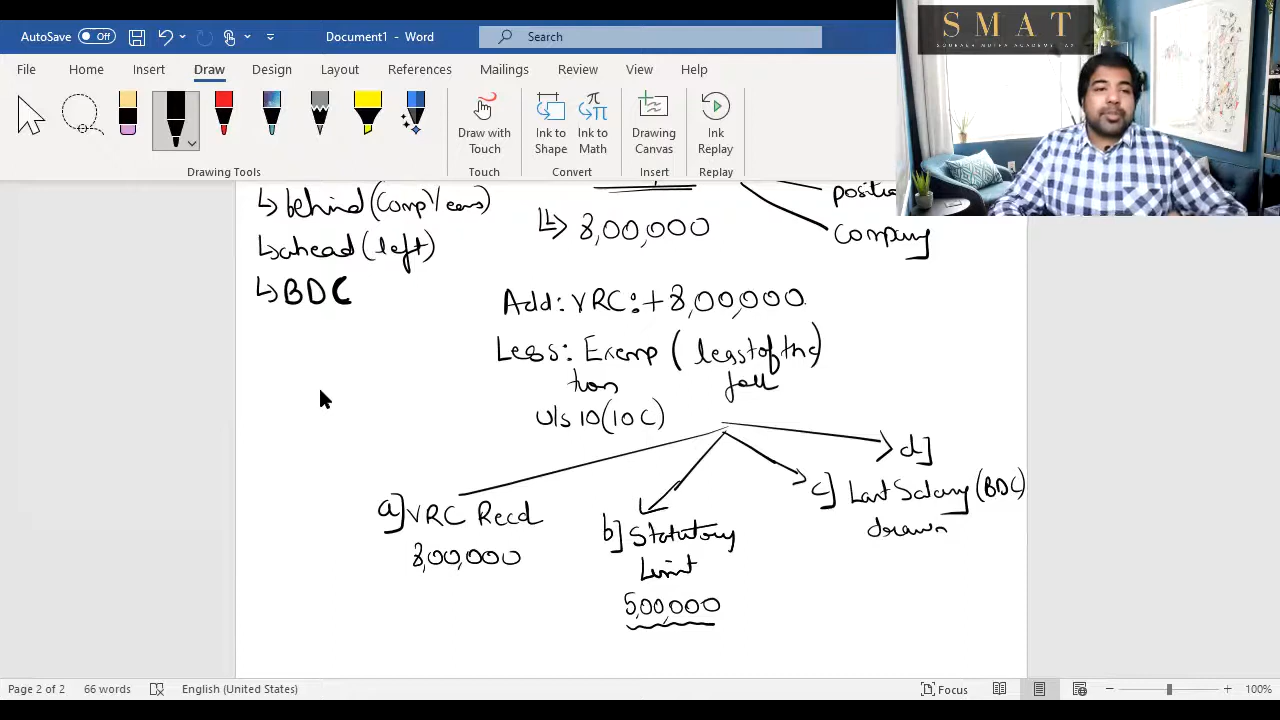 AutoSave Off Document1 - Word Search
File Home Insert Draw Design Layout References Mailings Review View Help
Draw with Touch
Ink to Shape
Ink to Math
Drawing Canvas
Ink Replay
Drawing Tools Touch Convert Insert Replay
SMAT
behind (Comp/ears)
ahead (left)
BDC
8,00,000
positio
Company
Add: VRC: + 8,00,000
Less: Exemp (least of the
tion foll
U/s 10(10C)
a] VRC Recd
8,00,000
b] Statutory
Limit
5,00,000
c] Last Salary (BDC)
drawn
d]
Page 2 of 2 66 words English (United States) Focus 100%